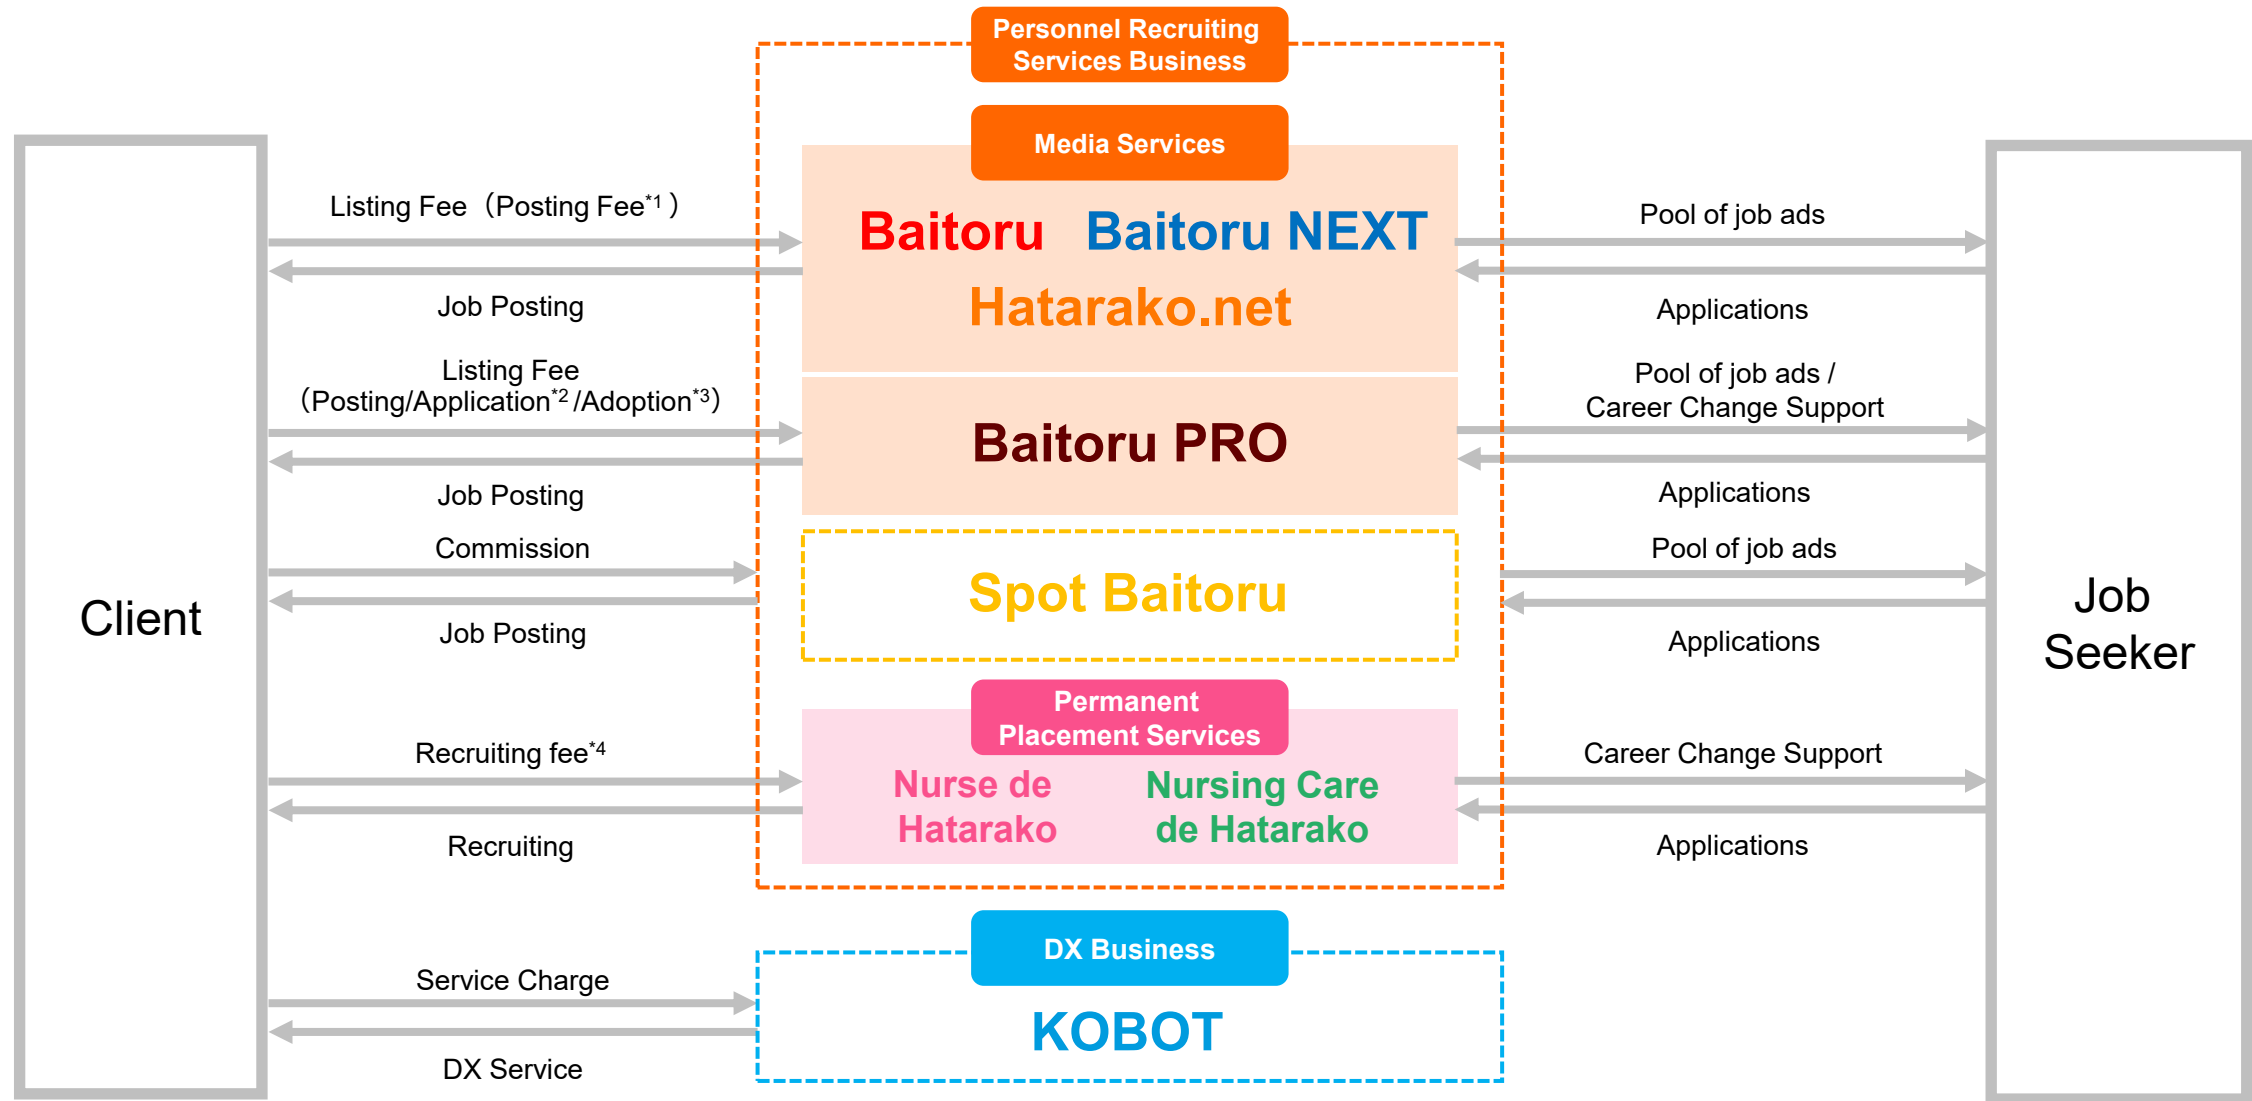 Personnel Recruiting
Services Business
Media Services
Listing Fee（Posting Fee*1）
Job Posting
Baitoru Baitoru NEXT
Hatarako.net
Pool of job ads
Applications
Listing Fee
（Posting/Application*2 /Adoption*3）
Job Posting
Baitoru PRO
Pool of job ads /
Career Change Support
Applications
Commission
Job Posting
Spot Baitoru
Pool of job ads
Applications
Client
Job
Seeker
Permanent
Placement Services
Recruiting fee*4
Recruiting
Nurse de
Hatarako
Nursing Care
de Hatarako
Career Change Support
Applications
DX Business
Service Charge
DX Service
KOBOT